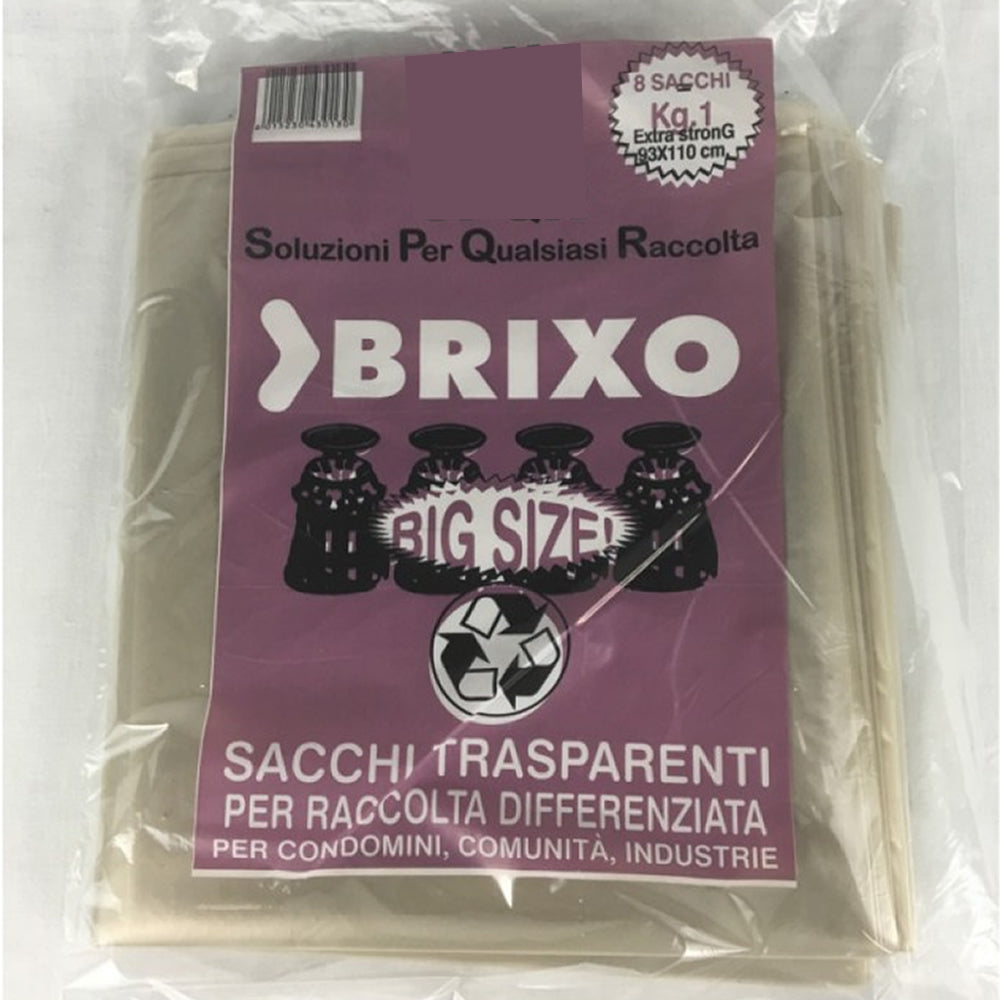 8 SACCHI
Kg.1
Extra stronG
93X110 cm.
Soluzioni Per Qualsiasi Raccolta
BRIXO
BIG SIZE!
SACCHI TRASPARENTI
PER RACCOLTA DIFFERENZIATA
PER CONDOMINI, COMUNITÀ, INDUSTRIE